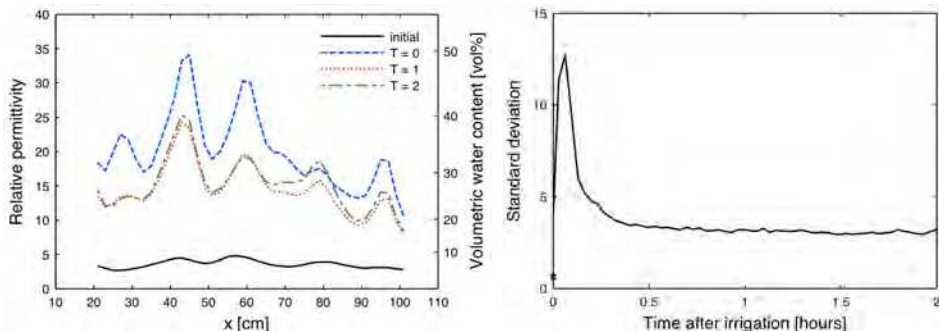 Relative permittivity
40
35
30
25
20
15
10
5
0
10 20 30 40 50 60 70 80 90 100 110
x [cm]
initial
T = 0
T = 1
T = 2
50
40
30
20
10
Volumetric water content [vol%]
Standard deviation
15
10
5
0
0 0.5 1 1.5 2
Time after irrigation [hours]